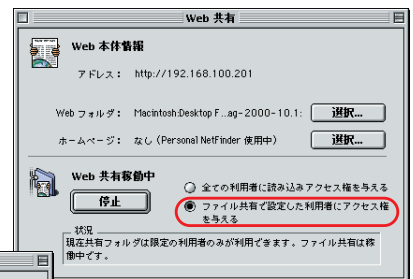 Web 共有
Web 本体情報
アドレス： http://192.168.100.201
Web フォルダ： Macintosh:Desktop F...ag-2000-10.1: 選択...
ホームページ： なし（Personal NetFinder 使用中） 選択...
Web 共有稼動中
停止
全ての利用者に読み込みアクセス権を与える
ファイル共有で設定した利用者にアクセス権
を与える
状況
現在共有フォルダは限定の利用者のみが利用できます。ファイル共有は稼
働中です。